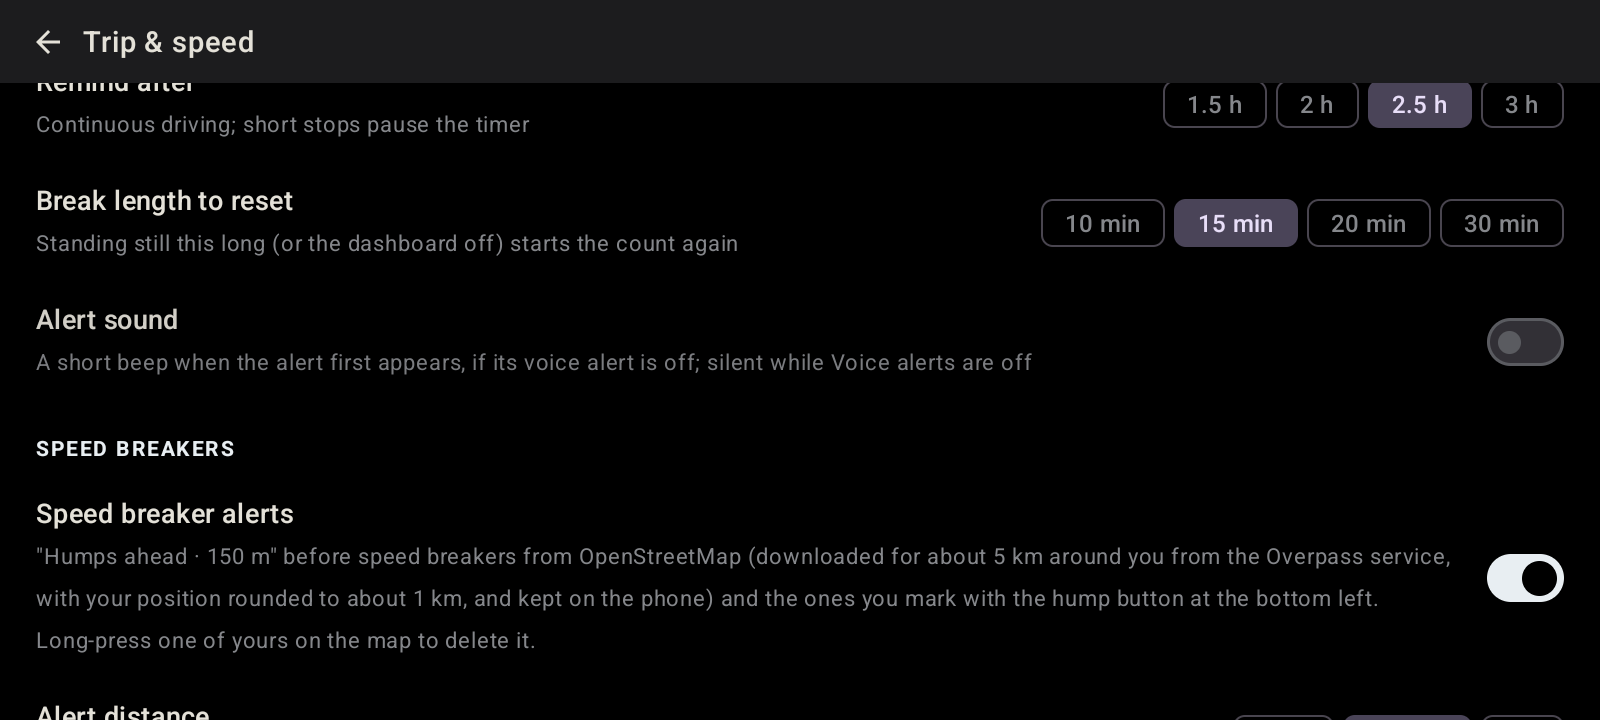 Trip & speed
Remind after
1.5 h 2 h 2.5 h 3 h
Continuous driving; short stops pause the timer
Break length to reset
10 min 15 min 20 min 30 min
Standing still this long (or the dashboard off) starts the count again
Alert sound
A short beep when the alert first appears, if its voice alert is off; silent while Voice alerts are off
SPEED BREAKERS
Speed breaker alerts
"Humps ahead · 150 m" before speed breakers from OpenStreetMap (downloaded for about 5 km around you from the Overpass service,
with your position rounded to about 1 km, and kept on the phone) and the ones you mark with the hump button at the bottom left.
Long-press one of yours on the map to delete it.
Alert distance